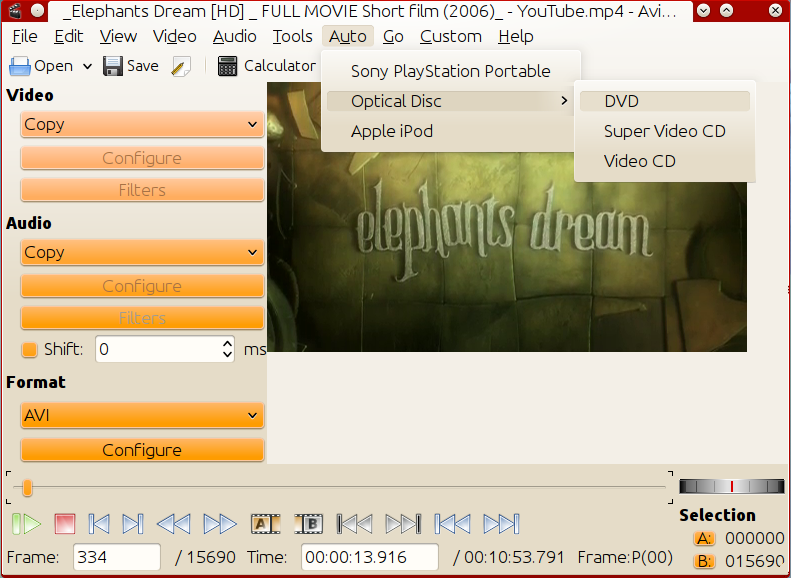 _Elephants Dream [HD] _ FULL MOVIE Short film (2006)_ - YouTube.mp4 - Avi...
File Edit View Video Audio Tools Auto Go Custom Help
Open Save Calculator
Sony PlayStation Portable
Optical Disc
Apple iPod
DVD
Super Video CD
Video CD
Video
Copy
Configure
Filters
Audio
Copy
Configure
Filters
Shift: 0 ms
Format
AVI
Configure
elephants dream
A B
Selection
A: 000000
B: 015690
Frame: 334 / 15690 Time: 00:00:13.916 / 00:10:53.791 Frame:P(00)